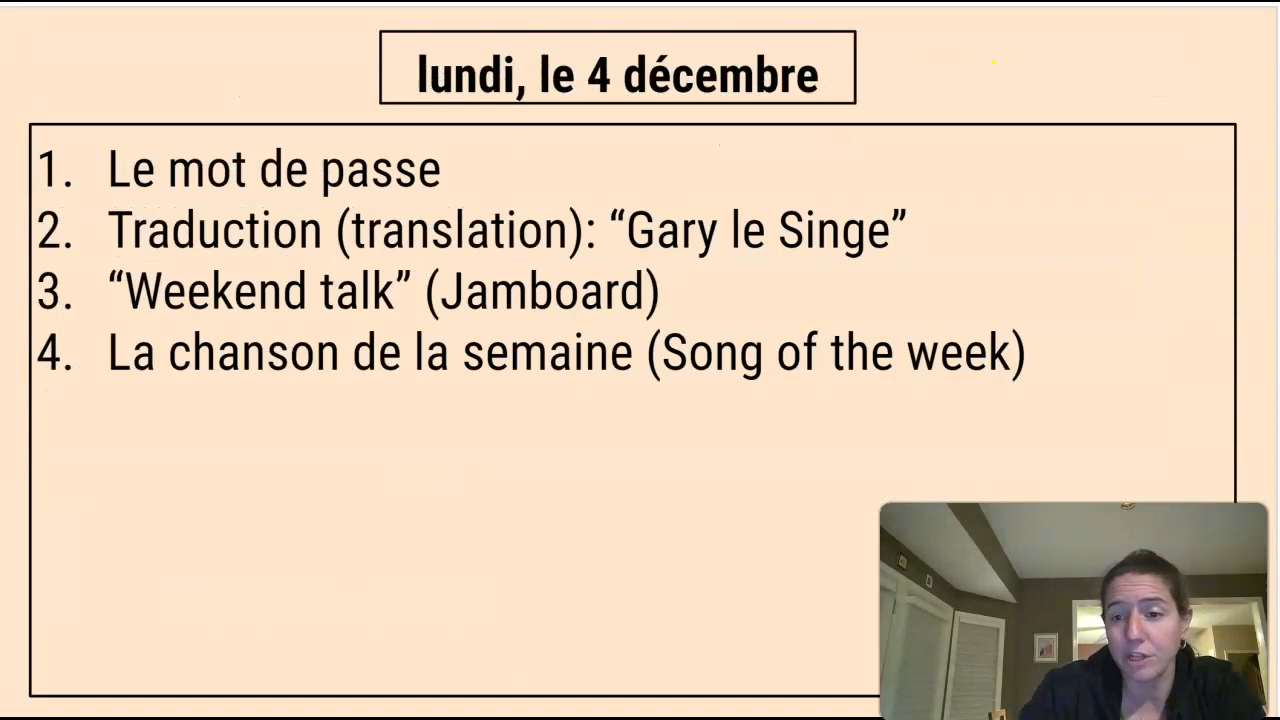 lundi, le 4 décembre
1. Le mot de passe
2. Traduction (translation): “Gary le Singe”
3. “Weekend talk” (Jamboard)
4. La chanson de la semaine (Song of the week)